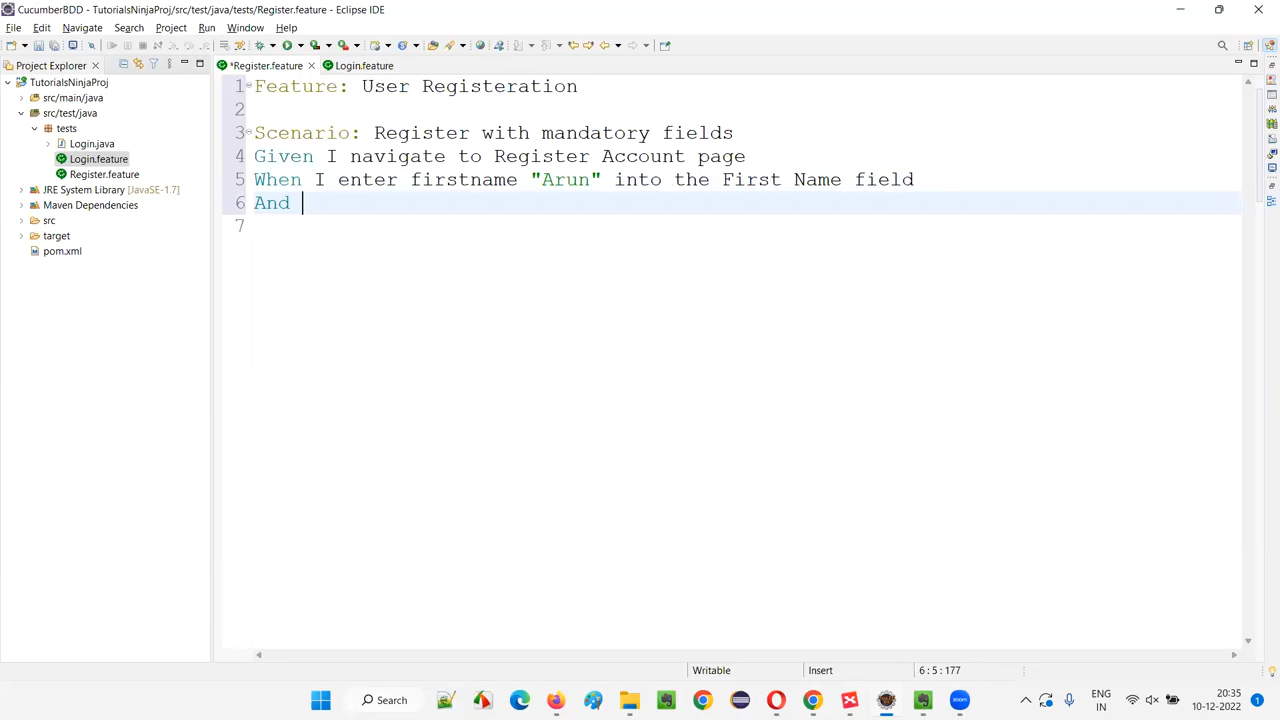 CucumberBDD - TutorialsNinjaProj/src/test/java/tests/Register.feature - Eclipse IDE
File Edit Navigate Search Project Run Window Help
Project Explorer
*Register.feature Login.feature
TutorialsNinjaProj
src/main/java
src/test/java
tests
Login.java
Login.feature
Register.feature
JRE System Library [JavaSE-1.7]
Maven Dependencies
src
target
pom.xml
1 Feature: User Registeration
2
3 Scenario: Register with mandatory fields
4 Given I navigate to Register Account page
5 When I enter firstname "Arun" into the First Name field
6 And
7
Writable Insert 6 : 5 : 177
Search
zoom
ENG
IN
20:35
10-12-2022
1